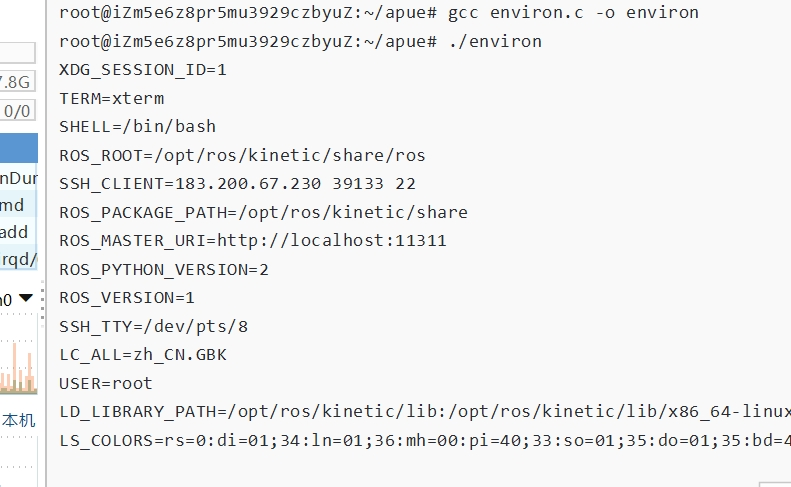 root@iZm5e6z8pr5mu3929czbyuZ:~/apue# gcc environ.c -o environ
root@iZm5e6z8pr5mu3929czbyuZ:~/apue# ./environ
XDG_SESSION_ID=1
TERM=xterm
SHELL=/bin/bash
ROS_ROOT=/opt/ros/kinetic/share/ros
SSH_CLIENT=183.200.67.230 39133 22
ROS_PACKAGE_PATH=/opt/ros/kinetic/share
ROS_MASTER_URI=http://localhost:11311
ROS_PYTHON_VERSION=2
ROS_VERSION=1
SSH_TTY=/dev/pts/8
LC_ALL=zh_CN.GBK
USER=root
LD_LIBRARY_PATH=/opt/ros/kinetic/lib:/opt/ros/kinetic/lib/x86_64-linux
LS_COLORS=rs=0:di=01;34:ln=01;36:mh=00:pi=40;33:so=01;35:do=01;35:bd=4
7.8G
0/0
nDur
md
add
rqd/
n0
本机